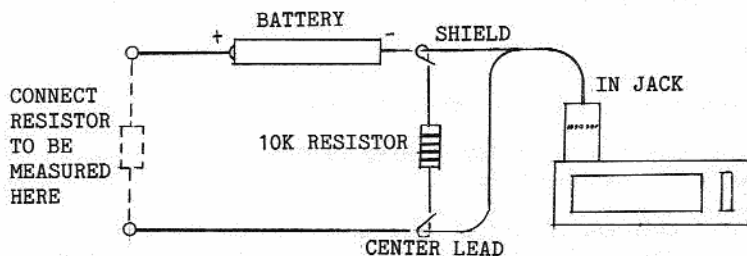 BATTERY
+
-
SHIELD
IN JACK
CONNECT
RESISTOR
TO BE
MEASURED
HERE
10K RESISTOR
CENTER LEAD